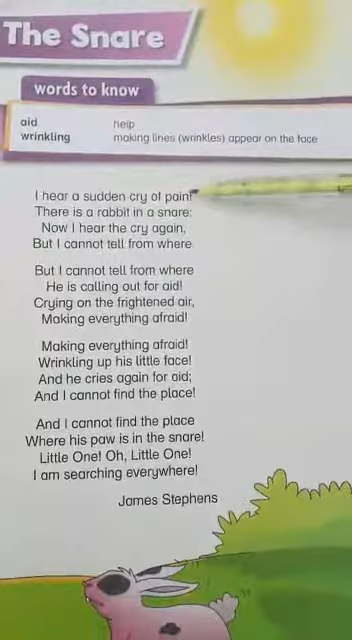 The Snare
words to know
aid help
wrinkling making lines (wrinkles) appear on the face
I hear a sudden cry of pain!
There is a rabbit in a snare:
Now I hear the cry again,
But I cannot tell from where.
But I cannot tell from where
He is calling out for aid!
Crying on the frightened air,
Making everything afraid!
Making everything afraid!
Wrinkling up his little face!
And he cries again for aid;
And I cannot find the place!
And I cannot find the place
Where his paw is in the snare!
Little One! Oh, Little One!
I am searching everywhere!
James Stephens